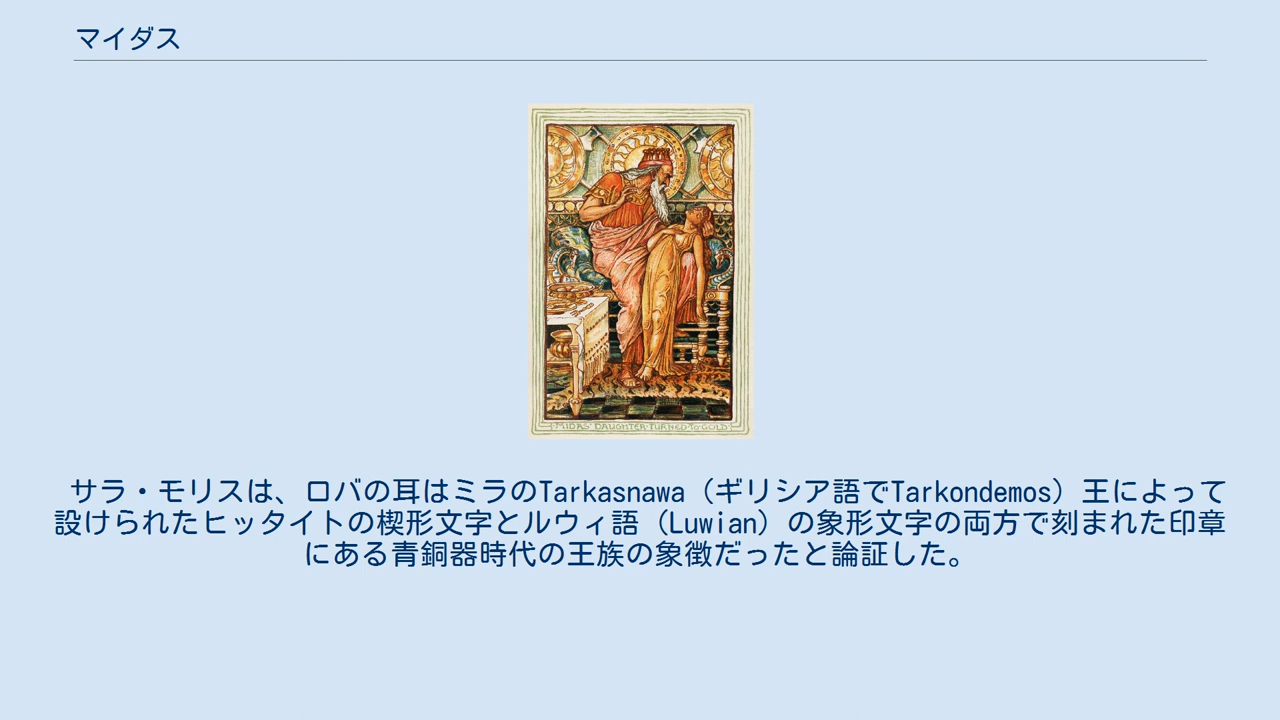 マイダス
MIDAS' DAUGHTER TURNED TO GOLD
サラ・モリスは、ロバの耳はミラのTarkasnawa（ギリシア語でTarkondemos）王によって
設けられたヒッタイトの楔形文字とルウィ語（Luwian）の象形文字の両方で刻まれた印章
にある青銅器時代の王族の象徴だったと論証した。